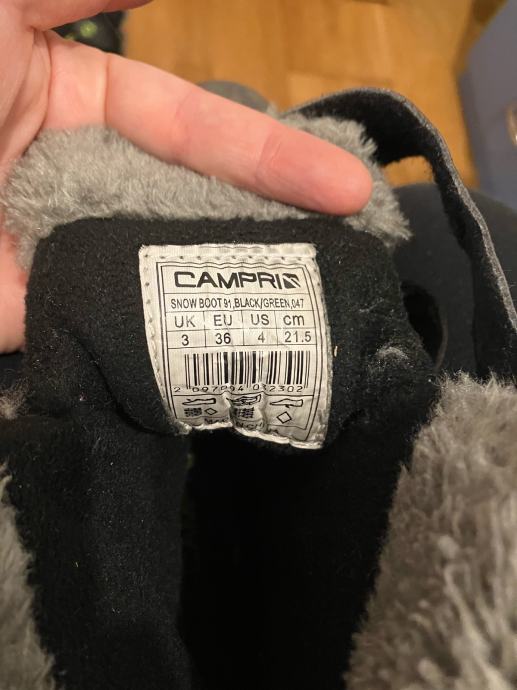 CAMPRI
SNOW BOOT 91,BLACK/GREEN,047
UK EU US cm
3 36 4 21.5